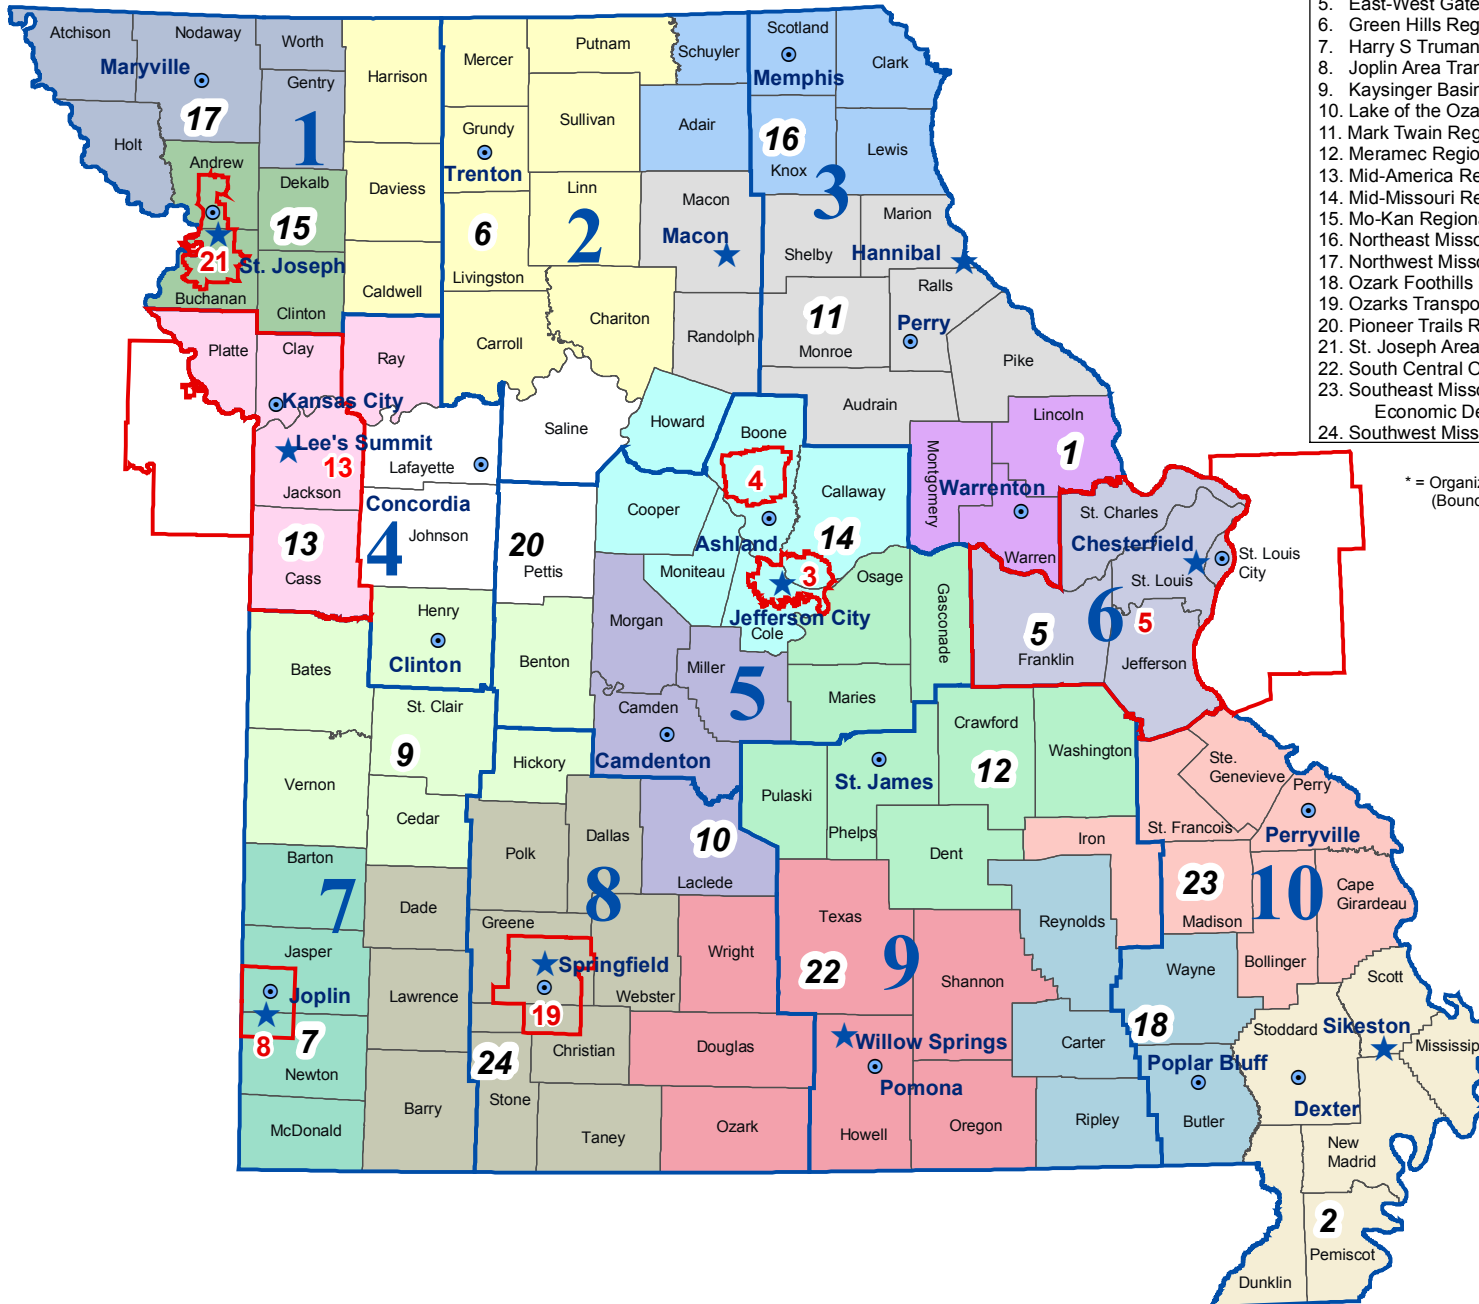 5. East-West Gate
6. Green Hills Reg
7. Harry S Truman
8. Joplin Area Tran
9. Kaysinger Basin
10. Lake of the Oza
11. Mark Twain Reg
12. Meramec Regio
13. Mid-America Re
14. Mid-Missouri Re
15. Mo-Kan Regiona
16. Northeast Misso
17. Northwest Misso
18. Ozark Foothills
19. Ozarks Transpo
20. Pioneer Trails R
21. St. Joseph Area
22. South Central O
23. Southeast Misso
Economic De
24. Southwest Miss
* = Organiz
(Bounc
Atchison
Nodaway
Worth
Harrison
Mercer
Putnam
Schuyler
Scotland
Clark
Maryville
Memphis
Gentry
Holt
17
1
Grundy
Sullivan
Adair
16
Lewis
Knox
Trenton
Andrew
Dekalb
Daviess
Linn
3
15
6
2
Macon
Macon
Marion
Shelby
Hannibal
21
St. Joseph
Buchanan
Clinton
Caldwell
Livingston
Chariton
Carroll
Randolph
11
Monroe
Ralls
Perry
Pike
Platte
Clay
Ray
Kansas City
Lee's Summit
13
Jackson
Lafayette
Concordia
Saline
Howard
Boone
4
Audrain
Lincoln
1
Montgomery
Warrenton
Warren
13
Cass
4
Johnson
20
Pettis
Cooper
Ashland
Callaway
14
Moniteau
3
Jefferson City
Cole
Osage
Gasconade
St. Charles
Chesterfield
St. Louis
St. Louis
City
6
5
5
Franklin
Jefferson
Henry
Clinton
Bates
Benton
Morgan
Miller
5
Maries
Camden
Camdenton
St. Clair
9
Hickory
Vernon
Cedar
Pulaski
St. James
Phelps
Crawford
12
Washington
Dent
Iron
Ste.
Genevieve
Perry
Perryville
St. Francois
23
Madison
10
Cape
Girardeau
Bollinger
Barton
7
Dade
Polk
Dallas
8
10
Laclede
Greene
Jasper
Joplin
8
7
Newton
McDonald
Lawrence
Barry
Springfield
19
Webster
Christian
24
Stone
Taney
Wright
Douglas
Ozark
Texas
22
9
Shannon
Willow Springs
Pomona
Howell
Oregon
Reynolds
Carter
Ripley
Wayne
18
Poplar Bluff
Butler
Scott
Stoddard
Sikeston
Mississip
Dexter
New
Madrid
2
Pemiscot
Dunklin